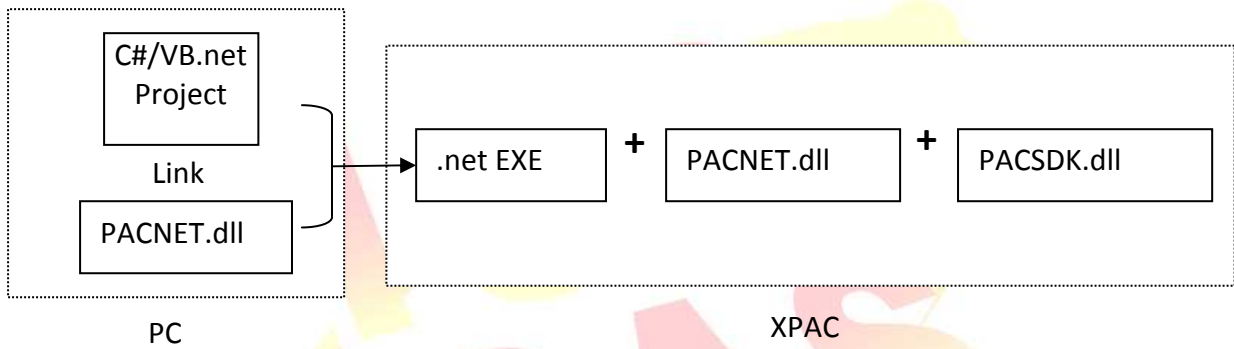 C#/VB.net
Project
Link
PACNET.dll
PC
.net EXE
+
PACNET.dll
+
PACSDK.dll
XPAC